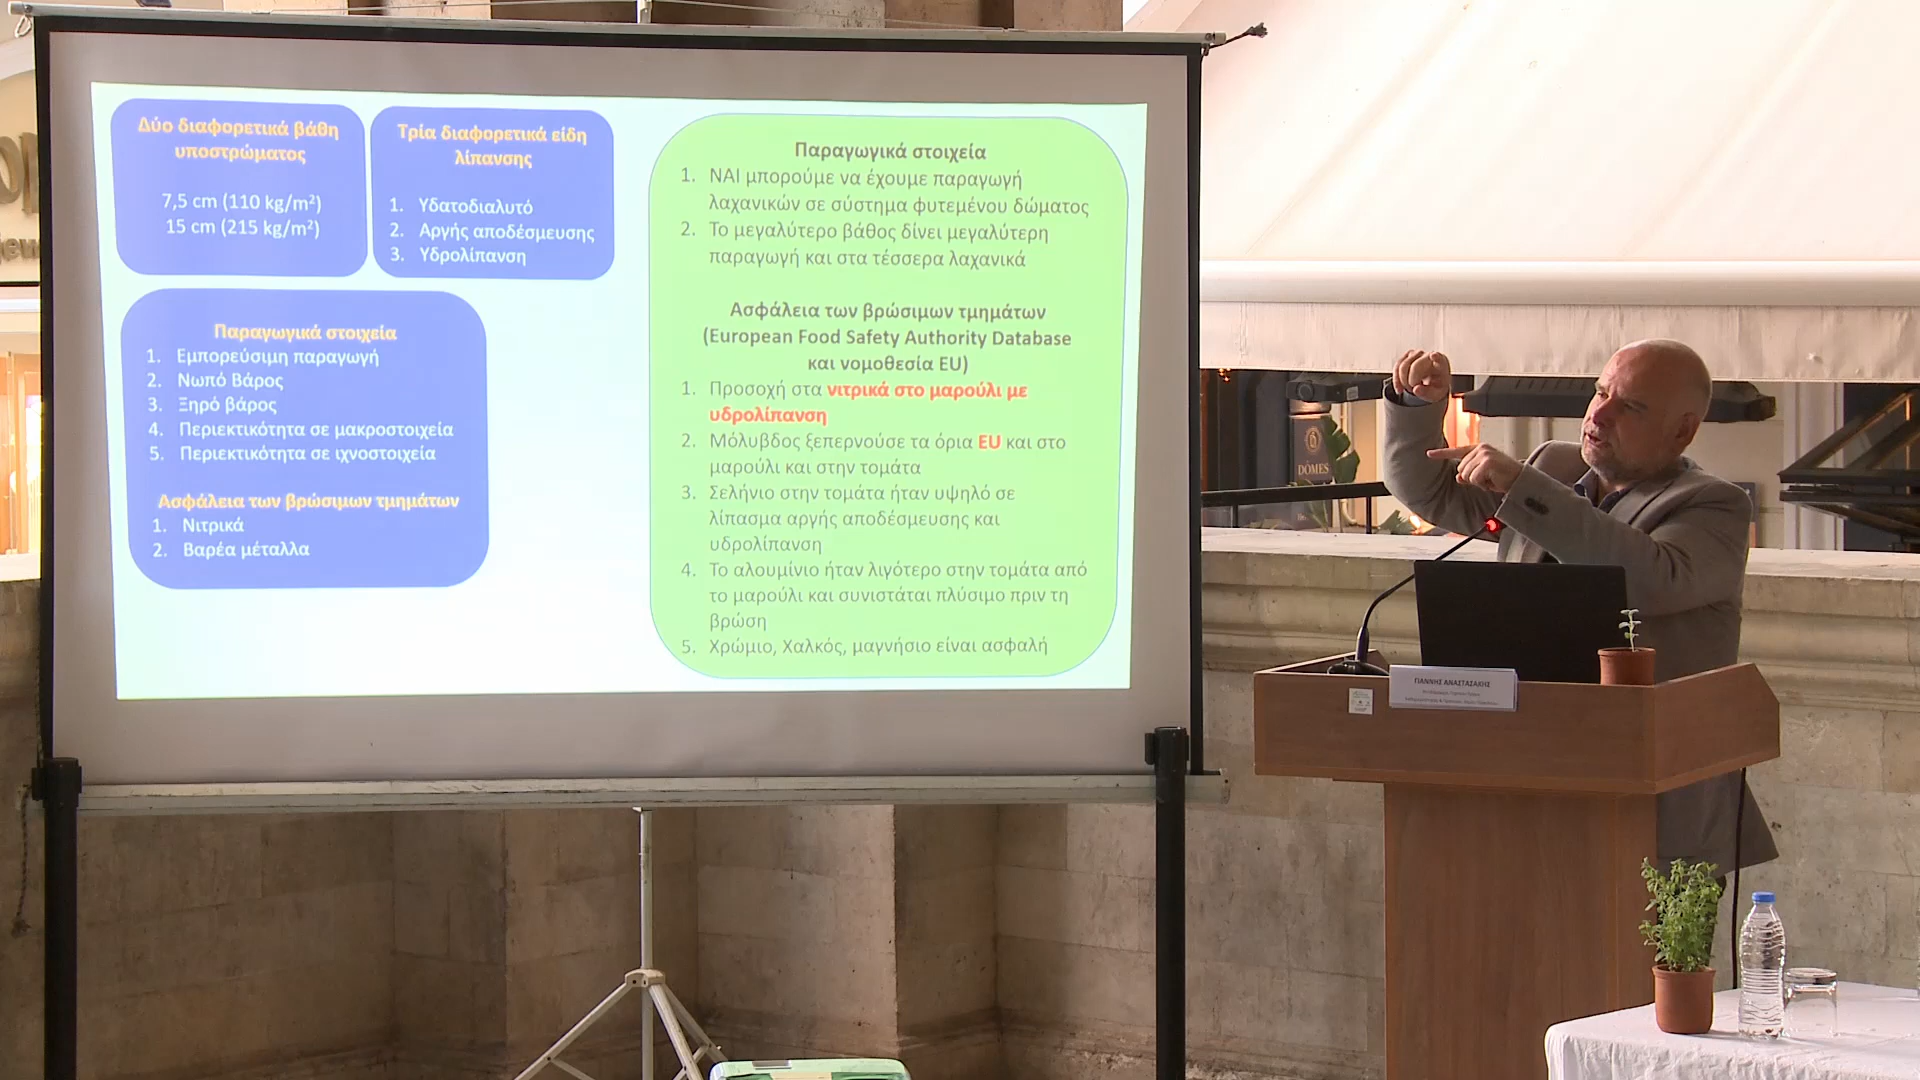 Δύο διαφορετικά βάθη
υποστρώματος
7,5 cm (110 kg/m²)
15 cm (215 kg/m²)
Τρία διαφορετικά είδη
λίπανσης
1. Υδατοδιαλυτό
2. Αργής αποδέσμευσης
3. Υδρολίπανση
Παραγωγικά στοιχεία
1. Εμπορεύσιμη παραγωγή
2. Νωπό Βάρος
3. Ξηρό βάρος
4. Περιεκτικότητα σε μακροστοιχεία
5. Περιεκτικότητα σε ιχνοστοιχεία
Ασφάλεια των βρώσιμων τμημάτων
1. Νιτρικά
2. Βαρέα μέταλλα
Παραγωγικά στοιχεία
1. ΝΑΙ μπορούμε να έχουμε παραγωγή
λαχανικών σε σύστημα φυτεμένου δώματος
2. Το μεγαλύτερο βάθος δίνει μεγαλύτερη
παραγωγή και στα τέσσερα λαχανικά
Ασφάλεια των βρώσιμων τμημάτων
(European Food Safety Authority Database
και νομοθεσία EU)
1. Προσοχή στα νιτρικά στο μαρούλι με
υδρολίπανση
2. Μόλυβδος ξεπερνούσε τα όρια EU και στο
μαρούλι και στην τομάτα
3. Σελήνιο στην τομάτα ήταν υψηλό σε
λίπασμα αργής αποδέσμευσης και
υδρολίπανση
4. Το αλουμίνιο ήταν λιγότερο στην τομάτα από
το μαρούλι και συνιστάται πλύσιμο πριν τη
βρώση
5. Χρώμιο, Χαλκός, μαγνήσιο είναι ασφαλή
DOMES
ΓΙΑΝΝΗΣ ΑΝΑΣΤΑΣΑΚΗΣ